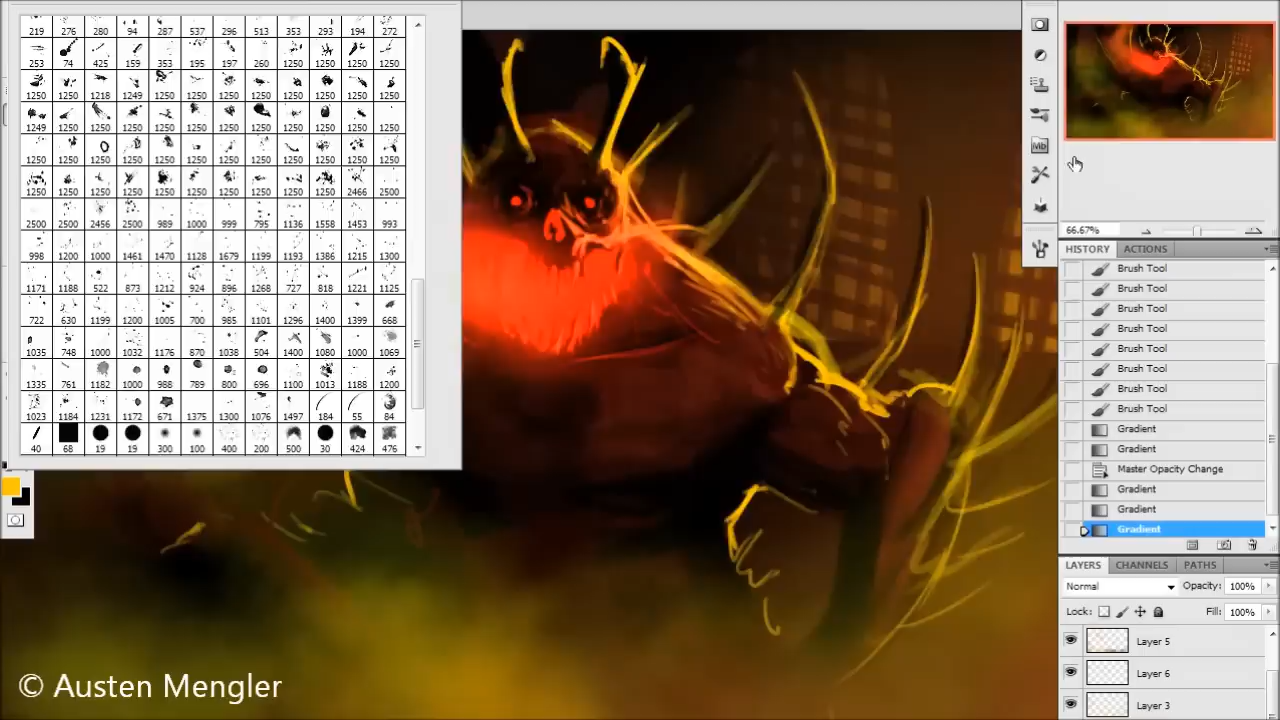 219 276 280 94 287 537 296 513 353 293 194 272
253 74 425 159 353 195 197 260 1250 1250 1250 1250
1250 1250 1218 1249 1250 1250 1250 1250 1250 1250 1250 1250
1249 1250 1250 1250 1250 1250 1250 1250 1250 1250 1250 1250
1250 1250 1250 1250 1250 1250 1250 1250 1250 1250 1250 1250
1250 1250 1250 1250 1250 1250 1250 1250 1250 1250 2466 2500
2500 2500 2456 2500 989 1000 999 795 1136 1558 1453 993
998 1200 1000 1461 1470 1128 1679 1199 1193 1386 1215 1300
1171 1188 522 873 1212 924 896 1268 727 818 1221 1125
722 630 1199 1200 1005 700 985 1101 1296 1400 1399 668
1035 748 1000 1032 1176 870 1038 504 1400 1080 1000 1069
1335 761 1182 1000 988 789 800 696 1100 1013 1188 1200
1023 1184 1231 1172 671 1375 1300 1076 1497 184 55 84
40 68 19 19 300 100 400 200 500 30 424 476
Mb
66.67%
HISTORY ACTIONS
Brush Tool
Brush Tool
Brush Tool
Brush Tool
Brush Tool
Brush Tool
Brush Tool
Brush Tool
Gradient
Gradient
Master Opacity Change
Gradient
Gradient
Gradient
LAYERS CHANNELS PATHS
Normal Opacity: 100%
Lock: Fill: 100%
Layer 5
Layer 6
Layer 3
© Austen Mengler